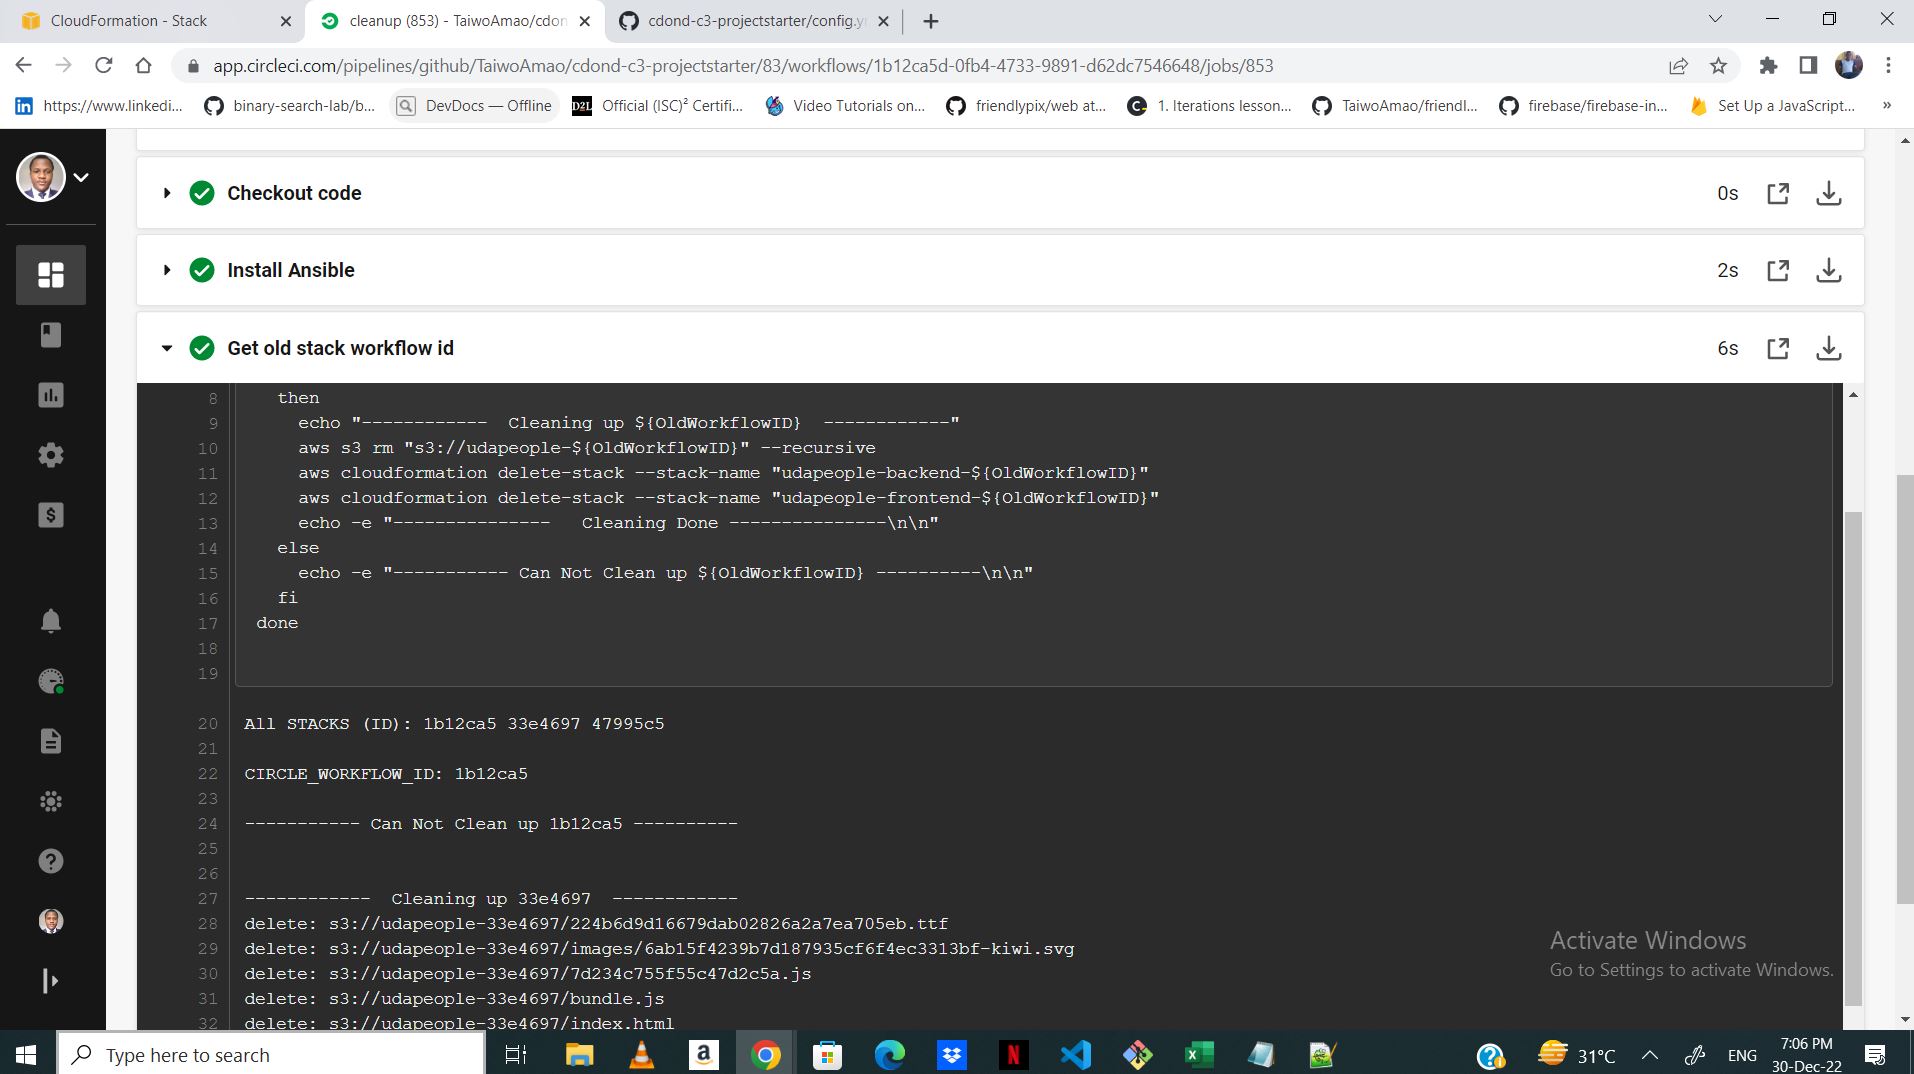 CloudFormation - Stack
cleanup (853) - TaiwoAmao/cdon
cdond-c3-projectstarter/config.y
app.circleci.com/pipelines/github/TaiwoAmao/cdond-c3-projectstarter/83/workflows/1b12ca5d-0fb4-4733-9891-d62dc7546648/jobs/853
https://www.linkedi... binary-search-lab/b... DevDocs — Offline Official (ISC)² Certifi... Video Tutorials on... friendlypix/web at... 1. Iterations lesson... TaiwoAmao/friendl... firebase/firebase-in... Set Up a JavaScript... »
Checkout code 0s
Install Ansible 2s
Get old stack workflow id 6s
8 then
9 echo "------------  Cleaning up ${OldWorkflowID}  ------------"
10 aws s3 rm "s3://udapeople-${OldWorkflowID}" --recursive
11 aws cloudformation delete-stack --stack-name "udapeople-backend-${OldWorkflowID}"
12 aws cloudformation delete-stack --stack-name "udapeople-frontend-${OldWorkflowID}"
13 echo -e "---------------   Cleaning Done ---------------\n\n"
14 else
15 echo -e "----------- Can Not Clean up ${OldWorkflowID} ----------\n\n"
16 fi
17 done
18
19
20 All STACKS (ID): 1b12ca5 33e4697 47995c5
21
22 CIRCLE_WORKFLOW_ID: 1b12ca5
23
24 ----------- Can Not Clean up 1b12ca5 ----------
25
26
27 ------------  Cleaning up 33e4697  ------------
28 delete: s3://udapeople-33e4697/224b6d9d16679dab02826a2a7ea705eb.ttf
29 delete: s3://udapeople-33e4697/images/6ab15f4239b7d187935cf6f4ec3313bf-kiwi.svg
30 delete: s3://udapeople-33e4697/7d234c755f55c47d2c5a.js
31 delete: s3://udapeople-33e4697/bundle.js
32 delete: s3://udapeople-33e4697/index.html
Activate Windows
Go to Settings to activate Windows.
Type here to search
31°C
ENG
7:06 PM
30-Dec-22